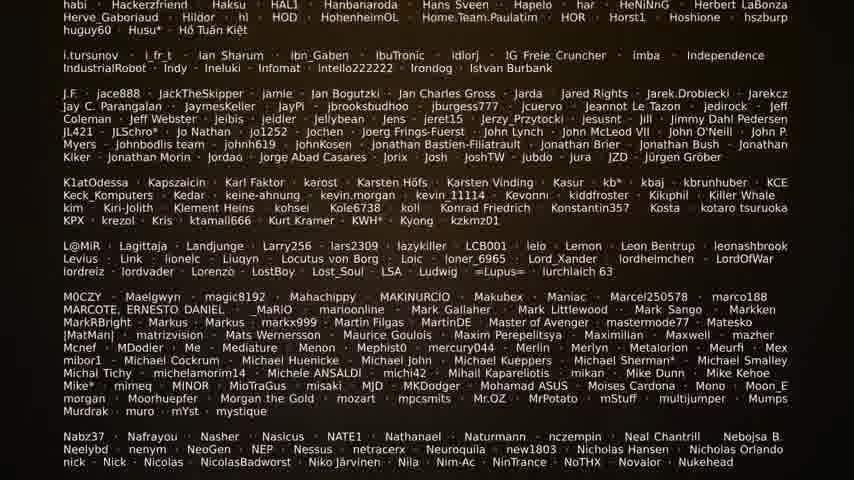 habi · Hackerzfriend · Haksu · HAL1 · Hanbanaroda · Hans Sveen · Hapelo · har · HeNiNnG · Herbert LaBonza
Herve_Gaboriaud · Hildor · hl · HOD · HohenheimOL · Home.Team.Paulatim · HOR · Horst1 · Hoshione · hszburp
huguy60 · Husu* · Hồ Tuấn Kiệt
i.tursunov · i_fr_t · Ian Sharum · ibn_Gaben · IbuTronic · idlorj · IG Freie Cruncher · imba · Independence
IndustrialRobot · Indy · Ineluki · Infomat · intello222222 · Irondog · Istvan Burbank
J.F. · jace888 · JackTheSkipper · jamie · Jan Bogutzki · Jan Charles Gross · Jarda · Jared Rights · Jarek.Drobiecki · Jarekcz
Jay C. Parangalan · JaymesKeller · JayPi · jbrooksbudhoo · jburgess777 · jcuervo · Jeannot Le Tazon · jedirock · Jeff
Coleman · Jeff Webster · Jeibis · jeidler · Jellybean · Jens · jeret15 · Jerzy_Przytocki · jesusnt · Jill · Jimmy Dahl Pedersen
JL421 · JLSchro* · Jo Nathan · jo1252 · Jochen · Joerg Frings-Fuerst · John Lynch · John McLeod VII · John O'Neill · John P.
Myers · Johnbodlis team · johnh619 · JohnKosen · Jonathan Bastien-Filiatrault · Jonathan Brier · Jonathan Bush · Jonathan
Kiker · Jonathan Morin · Jordao · Jorge Abad Casares · Jorix · Josh · JoshTW · jubdo · jura · JZD · Jürgen Gröber
K1atOdessa · Kapszaicin · Karl Faktor · karost · Karsten Höfs · Karsten Vinding · Kasur · kb* · kbaj · kbrunhuber · KCE
Keck_Komputers · Kedar · keine-ahnung · kevin.morgan · kevin_11114 · Kevonni · kiddfroster · Kikiphil · Killer Whale
kim · Kiri-Jolith · Klement Heins · kohsei · Kole6738 · koli · Konrad Friedrich · Konstantin357 · Kosta · kotaro tsuruoka
KPX · krezol · Kris · ktamail666 · Kurt Kramer · KWH* · Kyong · kzkmz01
L@MiR · Lagittaja · Landjunge · Larry256 · lars2309 · lazykiller · LCB001 · lelo · Lemon · Leon Bentrup · leonashbrook
Levius · Link · lionelc · Liuqyn · Locutus von Borg · Loic · loner_6965 · Lord_Xander · lordheimchen · LordOfWar
lordreiz · lordvader · Lorenzo · LostBoy · Lost_Soul · LSA · Ludwig · =Lupus= · lurchlaich 63
M0CZY · Maelgwyn · magic8192 · Mahachippy · MAKINURCIO · Makubex · Maniac · Marcel250578 · marco188
MARCOTE, ERNESTO DANIEL · _MaRiO · marioonline · Mark Gallaher · Mark Littlewood · Mark Sango · Markken
MarkRBright · Markus · Markus · markx999 · Martin Filgas · MartinDE · Master of Avenger · mastermode77 · Matesko
[MatMan] · matrizvision · Mats Wernersson · Maurice Goulois · Maxim Perepelitsya · Maximilian · Maxwell · mazher
Mcnef · MDodier · Me · Mediature · Menon · Mephist0 · mercury044 · Merlin · Merlyn · Metalorion · Meurfi · Mex
mibor1 · Michael Cockrum · Michael Huenicke · Michael John · Michael Kueppers · Michael Sherman · Michael Smalley
Michal Tichy · michelamorim14 · Michele ANSALDI · michi42 · Mihail Kapareliotis · mikan · Mike Dunn · Mike Kehoe
Mike* · mimeq · MINOR · MioTraGus · misaki · MJD · MKDodger · Mohamad ASUS · Moises Cardona · Mono · Moon_E
morgan · Moorhuepfer · Morgan the Gold · mozart · mpcsmits · Mr.OZ · MrPotato · mStuff · multijumper · Mumps
Murdrak · muro · mYst · mystique
Nabz37 · Nafrayou · Nasher · Nasicus · NATE1 · Nathanael · Naturmann · nczempin · Neal Chantrill · Nebojsa B.
Neelybd · nenym · NeoGen · NEP · Nessus · netracerx · Neuroquila · new1803 · Nicholas Hansen · Nicholas Orlando
nick · Nick · Nicolas · NicolasBadworst · Niko Järvinen · Nila · Nim-Ac · NinTrance · NoTHX · Novalor · Nukehead